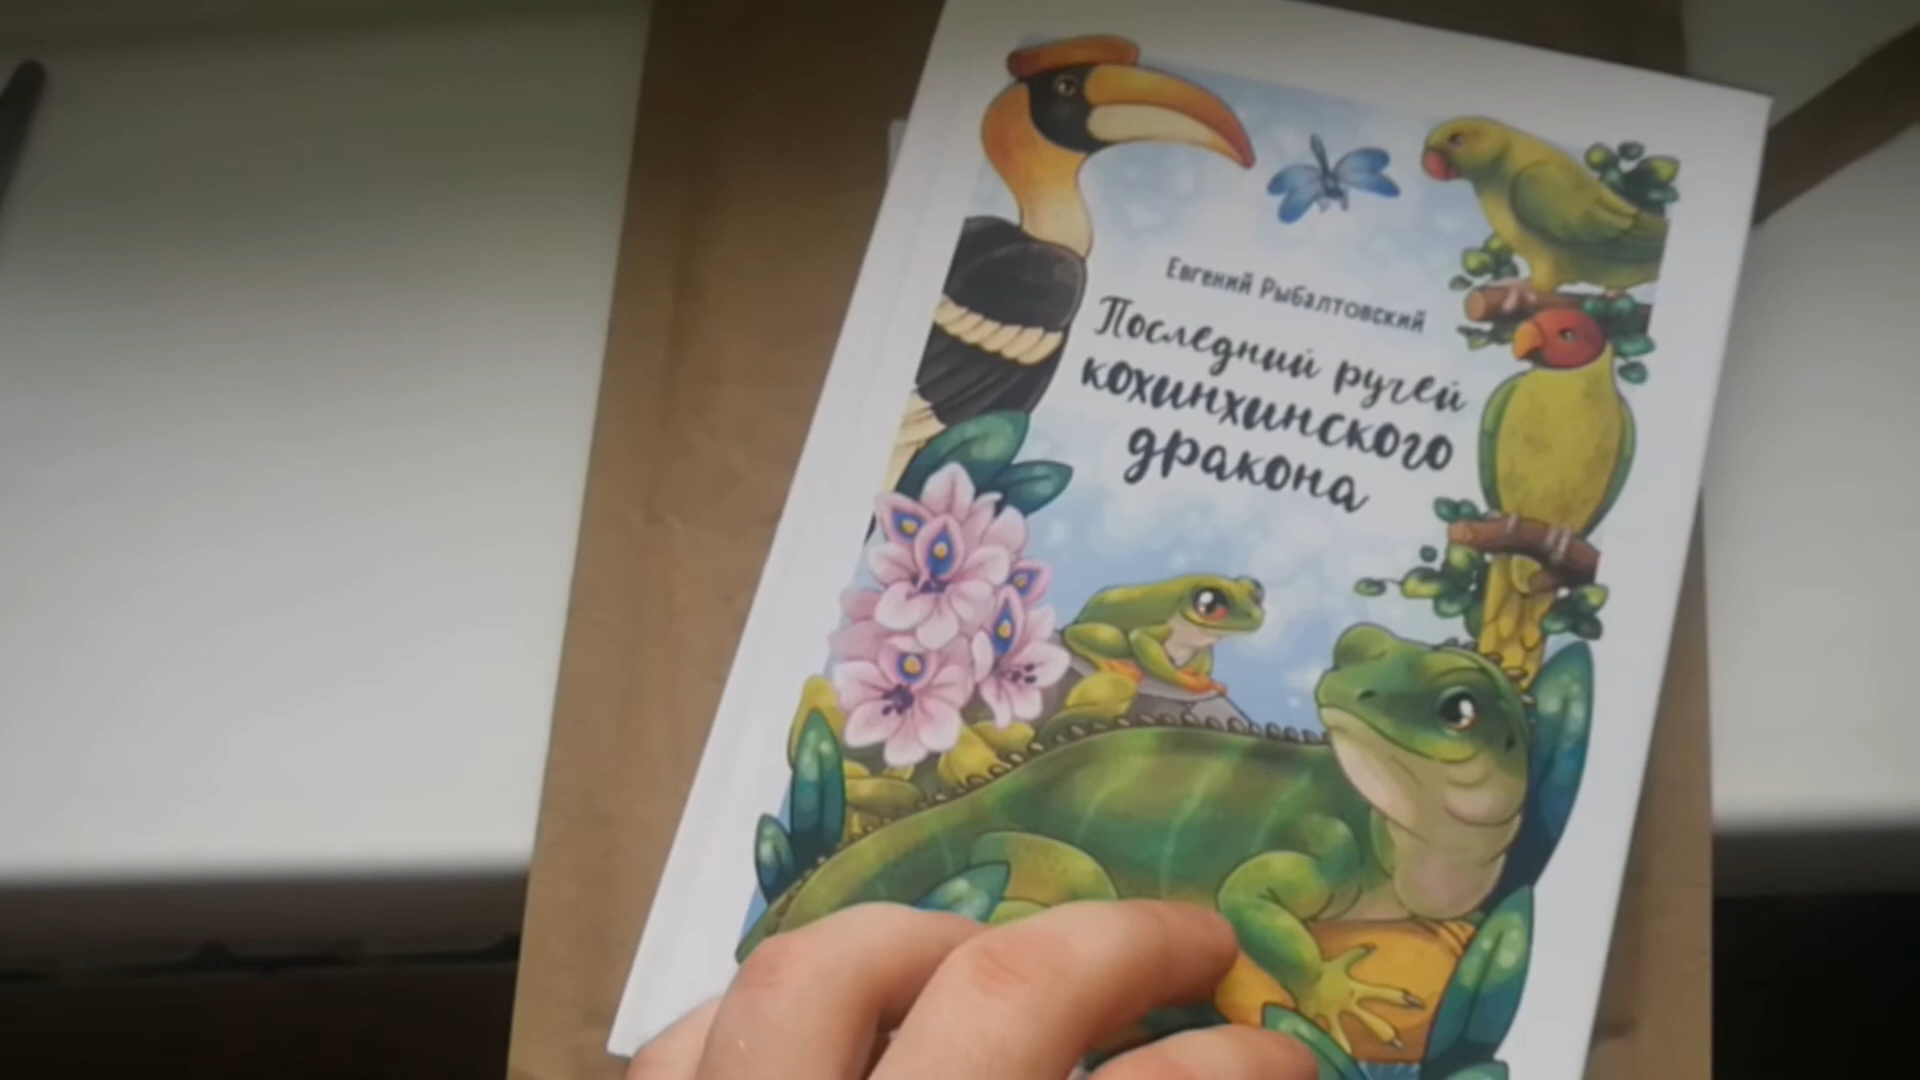 Евгений Рыбалтовский
Последний ручей
кохинхинского
дракона